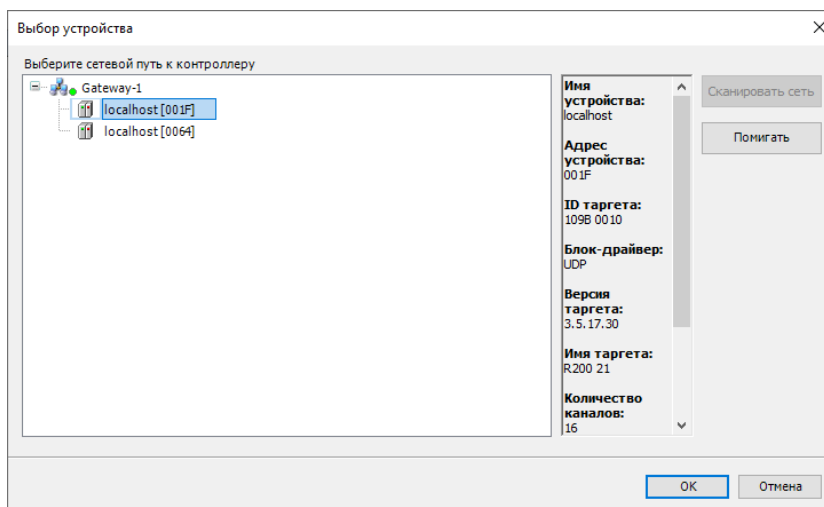 Выбор устройства
Выберите сетевой путь к контроллеру
Gateway-1
localhost [001F]
localhost [0064]
Имя
устройства:
localhost
Адрес
устройства:
001F
ID таргета:
109B 0010
Блок-драйвер:
UDP
Версия
таргета:
3.5.17.30
Имя таргета:
R200 21
Количество
каналов:
16
Сканировать сеть
Помигать
OK
Отмена